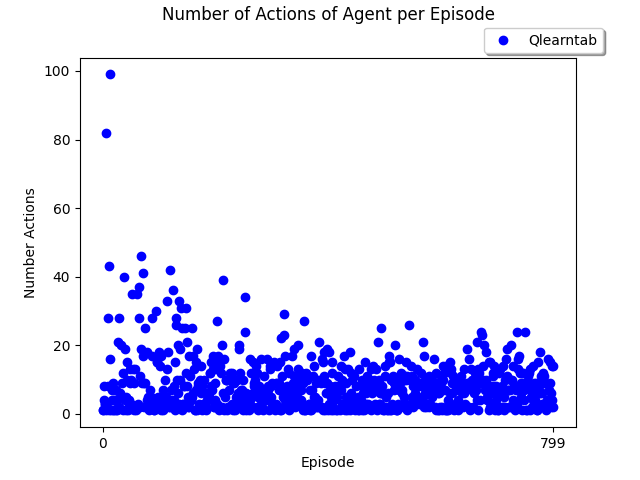 Number of Actions of Agent per Episode
Qlearntab
100
80
60
40
20
0
Number Actions
0
799
Episode